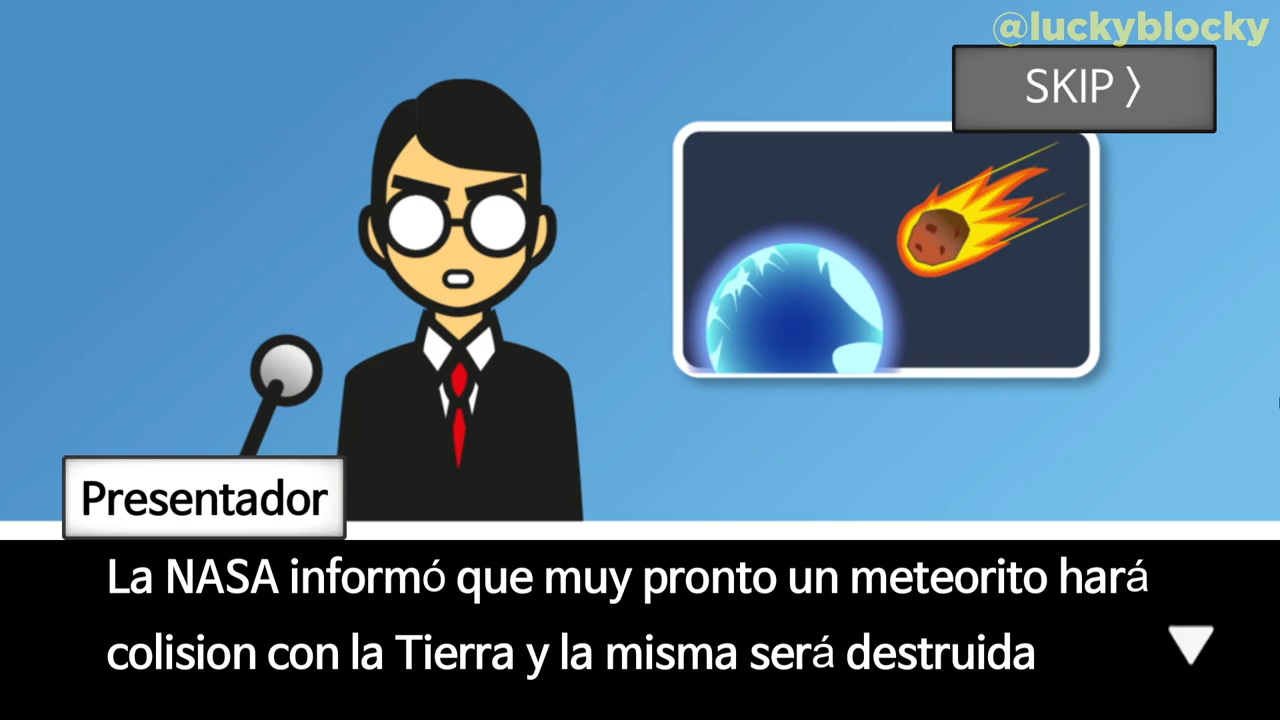 @luckyblocky
SKIP 〉
Presentador
La NASA informó que muy pronto un meteorito hará
colision con la Tierra y la misma será destruida